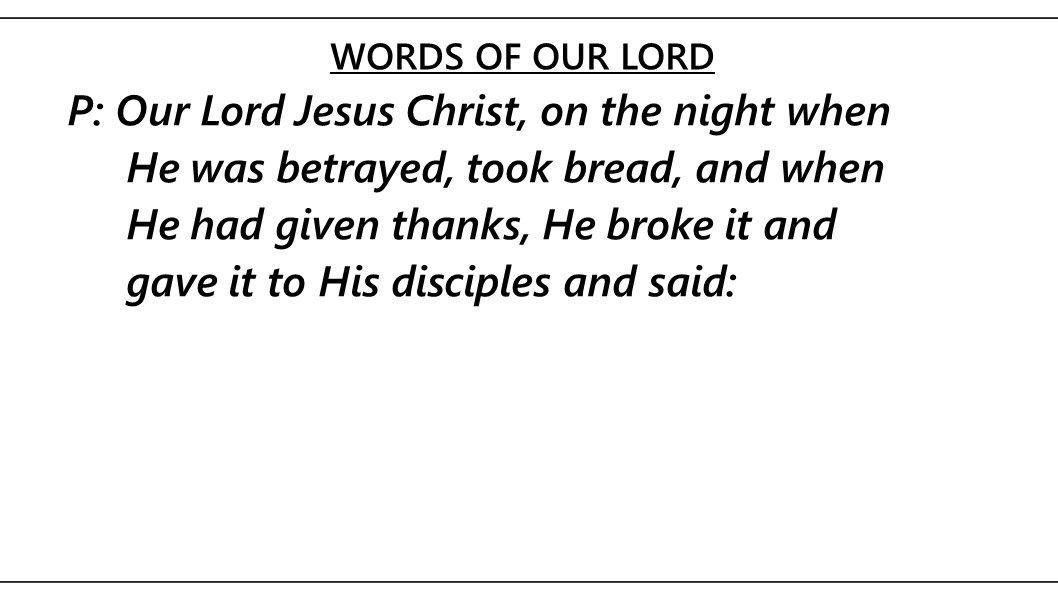 WORDS OF OUR LORD
P: Our Lord Jesus Christ, on the night when
He was betrayed, took bread, and when
He had given thanks, He broke it and
gave it to His disciples and said: